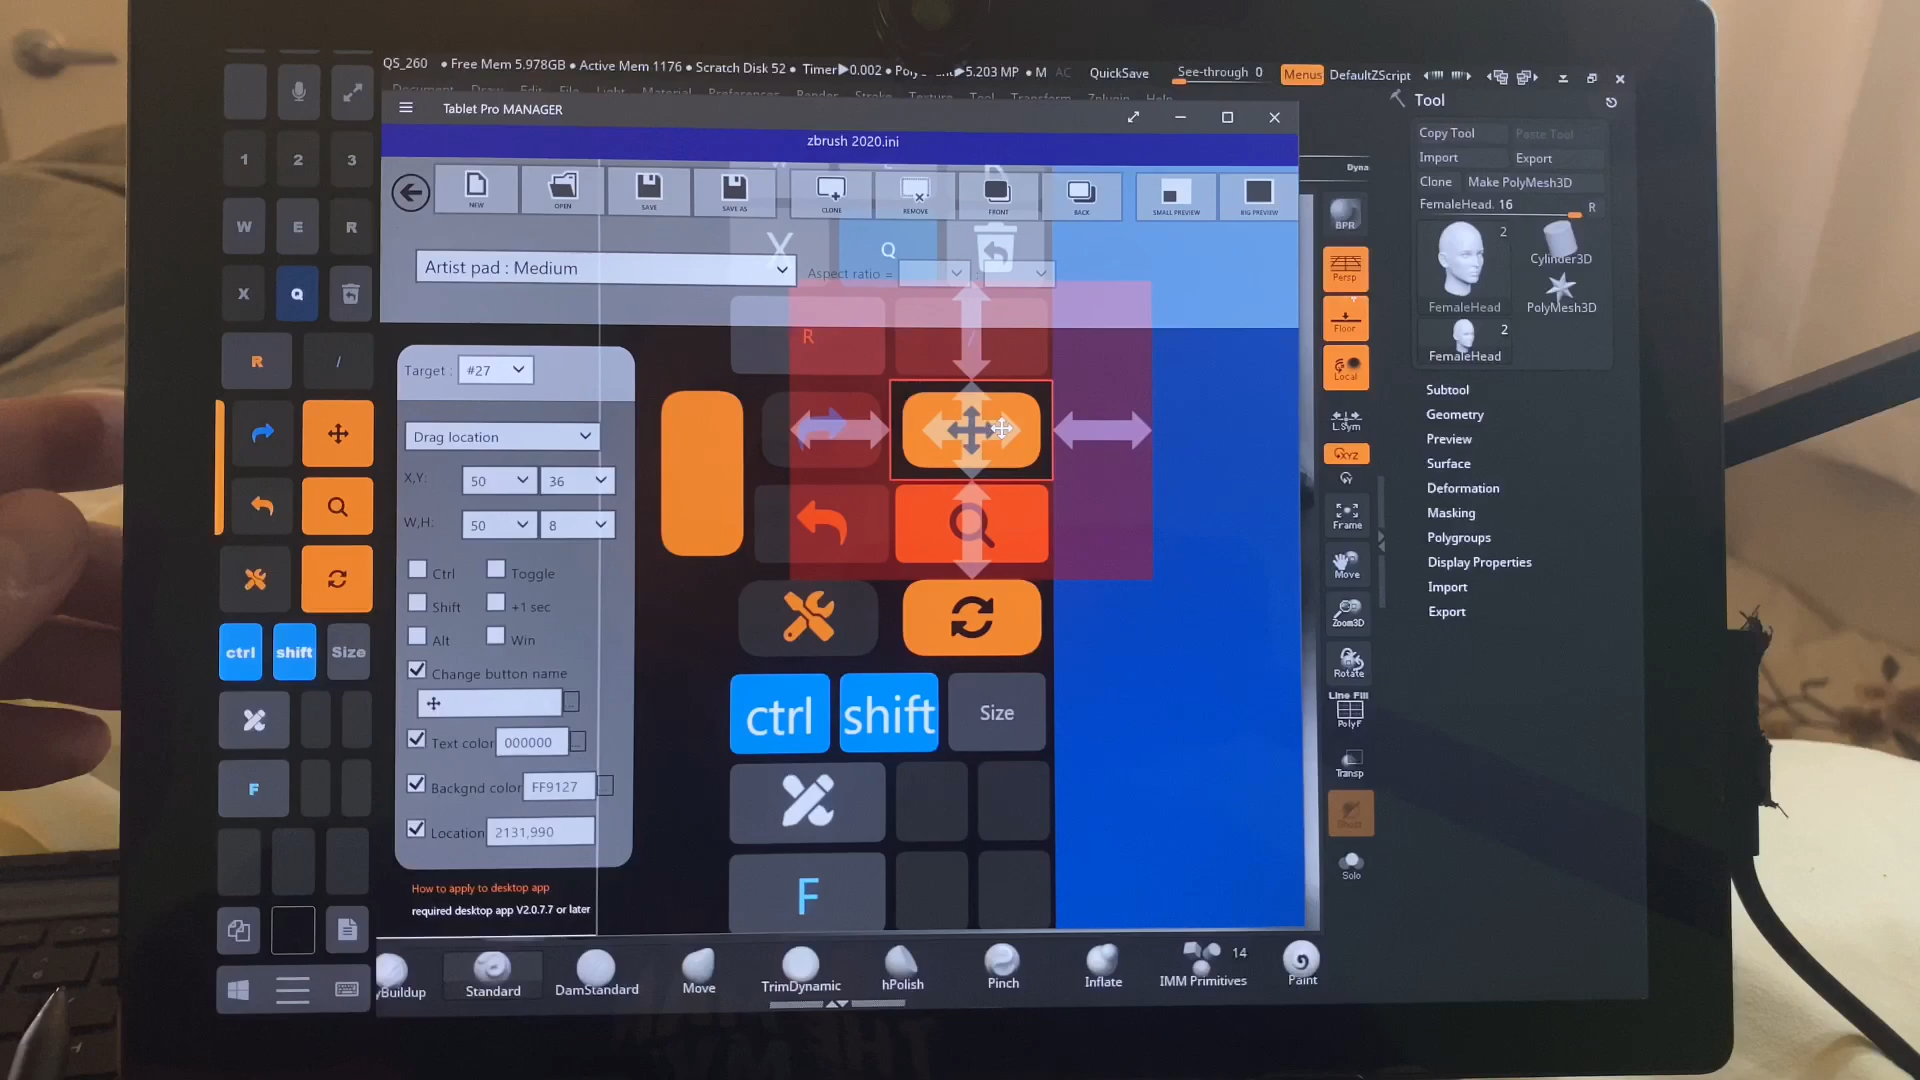 QS_260 ● Free Mem 5.978GB ● Active Mem 1176 ● Scratch Disk 52 ● Timer▶0.002 ● ▶5.203 MP ● M AC QuickSave See-through 0 Menus DefaultZScript
Tablet Pro MANAGER
zbrush 2020.ini
NEW OPEN SAVE SAVE AS CLONE REMOVE FRONT BACK SMALL PREVIEW BIG PREVIEW
Artist pad : Medium
Aspect ratio = :
X Q
Target : #27
Drag location
X,Y: 50 36
W,H: 50 8
Ctrl Toggle
Shift +1 sec
Alt Win
Change button name
Text color 000000
Backgnd color FF9127
Location 2131,990
How to apply to desktop app
required desktop app V2.0.7.7 or later
R /
ctrl shift Size
F
1 2 3
W E R
X Q
R /
ctrl shift Size
F
yBuildup Standard DamStandard Move TrimDynamic hPolish Pinch Inflate IMM Primitives 14 Paint
Dyna
BPR
Persp
Floor
Local
L.Sym
XYZ
Frame
Move
Zoom3D
Rotate
Line Fill
PolyF
Transp
Ghost
Solo
Tool
Copy Tool Paste Tool
Import Export
Clone Make PolyMesh3D
FemaleHead. 16 R
2
FemaleHead Cylinder3D
PolyMesh3D
2
FemaleHead
Subtool
Geometry
Preview
Surface
Deformation
Masking
Polygroups
Display Properties
Import
Export